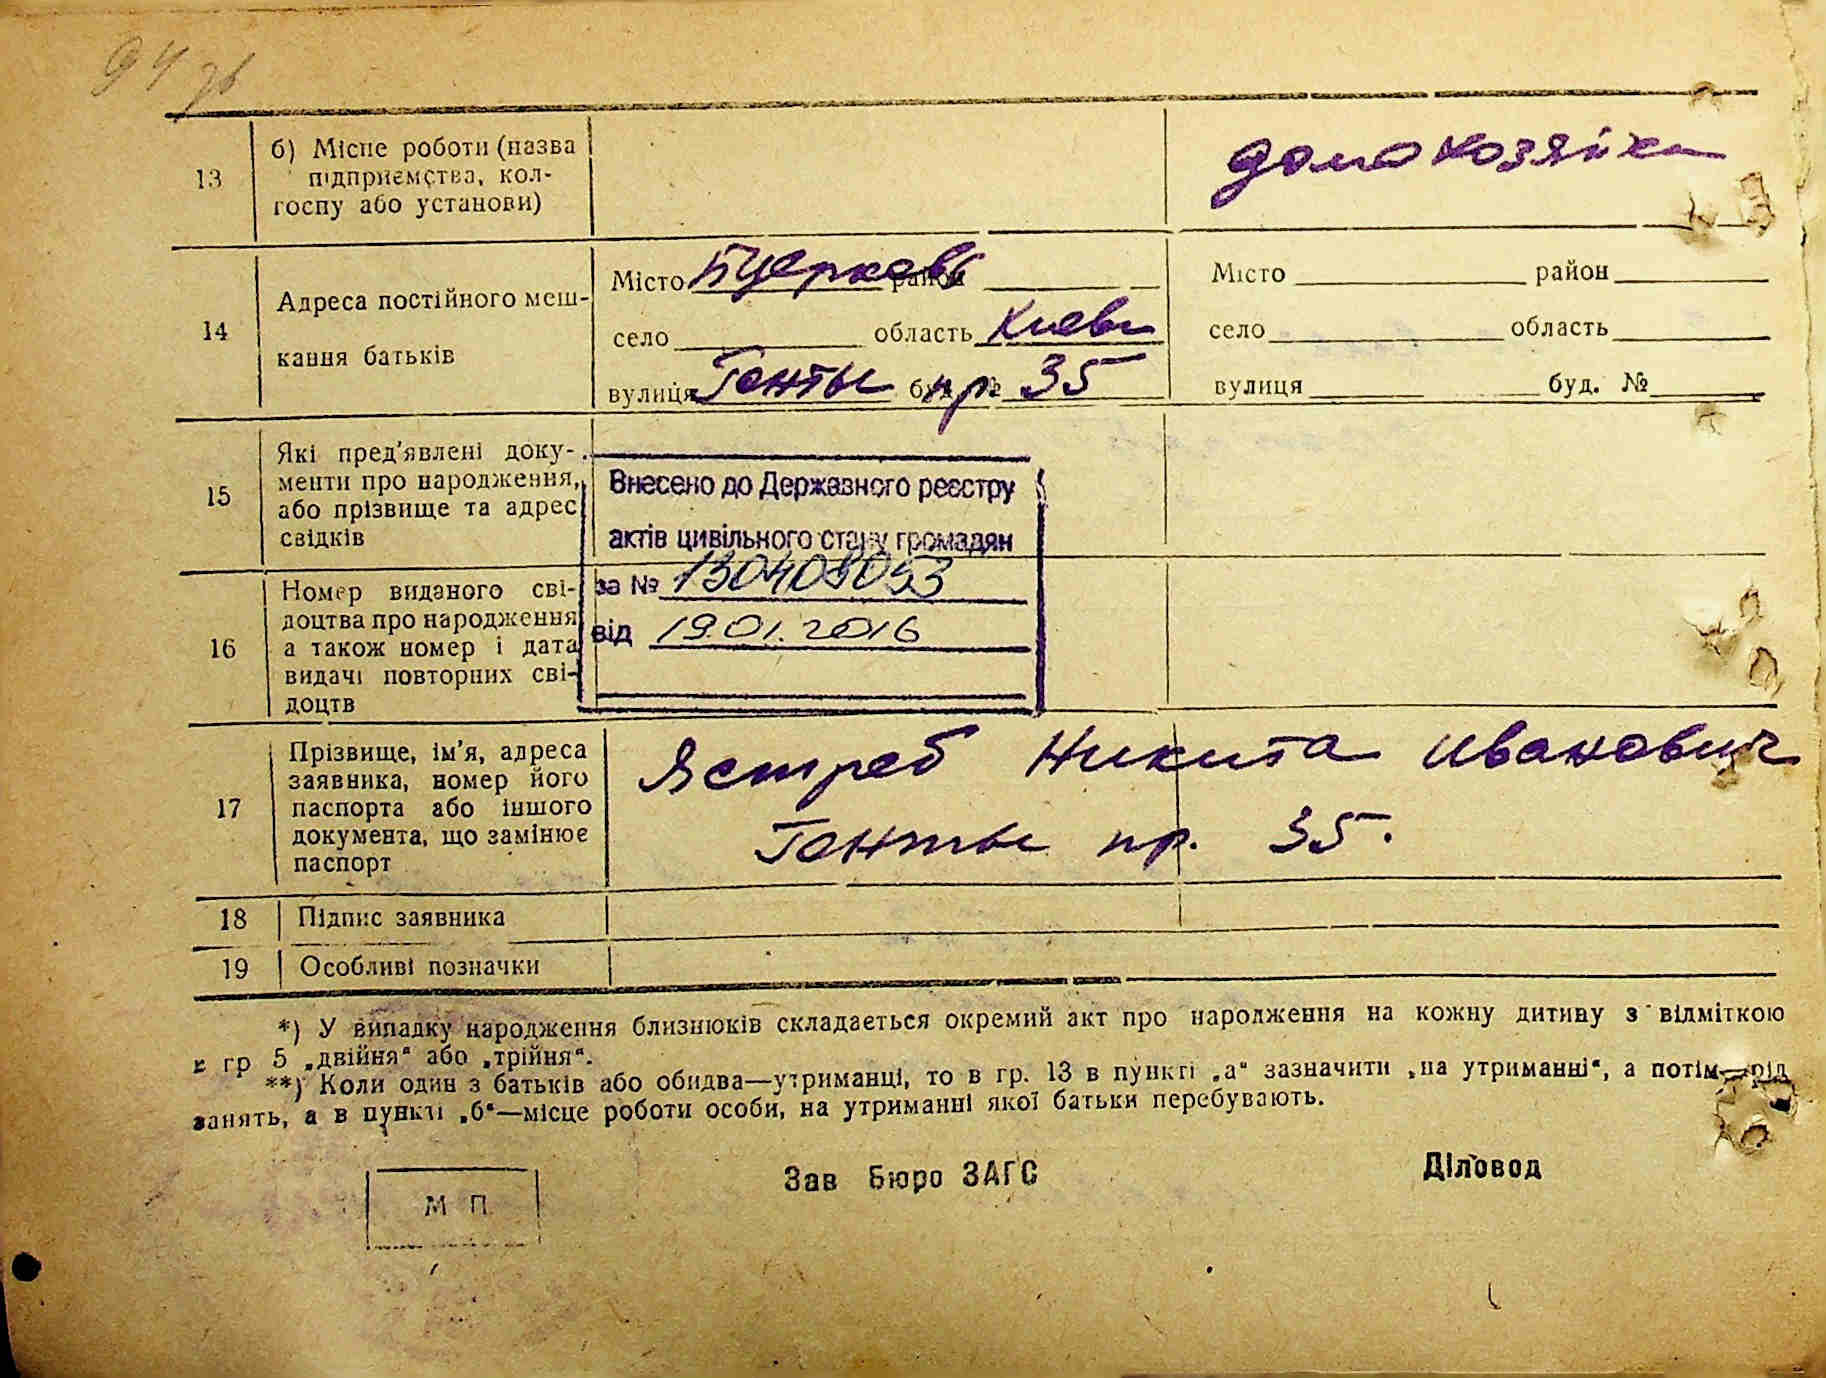 94 зв
13 б) Місце роботи (назва
підприємства, кол-
госпу або установи)
домохозяйка
14 Адреса постійного меш-
кання батьків
Місто Бцерковь район
село область Киевь
вулиця Гонты буд. № пр. 35
Місто район
село область
вулиця буд. №
15 Які пред'явлені доку-
менти про народження,
або прізвище та адрес
свідків
Внесено до Державного реєстру
актів цивільного стану громадян
за № 130408053
від 19.01.2016
16 Номер виданого сві-
доцтва про народження
а також номер і дата
видачі повторних сві-
доцтв
17 Прізвище, ім'я, адреса
заявника, номер його
паспорта або іншого
документа, що замінює
паспорт
Ястреб Никита Иванович
Гонты пр. 35.
18 Підпис заявника
19 Особливі позначки
*) У випадку народження близнюків складається окремий акт про народження на кожну дитину з відміткою
в гр 5 „двійня“ або „трійня“.
**) Коли один з батьків або обидва—утриманці, то в гр. 13 в пункті „а“ зазначити „на утриманні“, а потім—рід
занять, а в пункті „б“—місце роботи особи, на утриманні якої батьки перебувають.
М П
Зав Бюро ЗАГС
Діловод